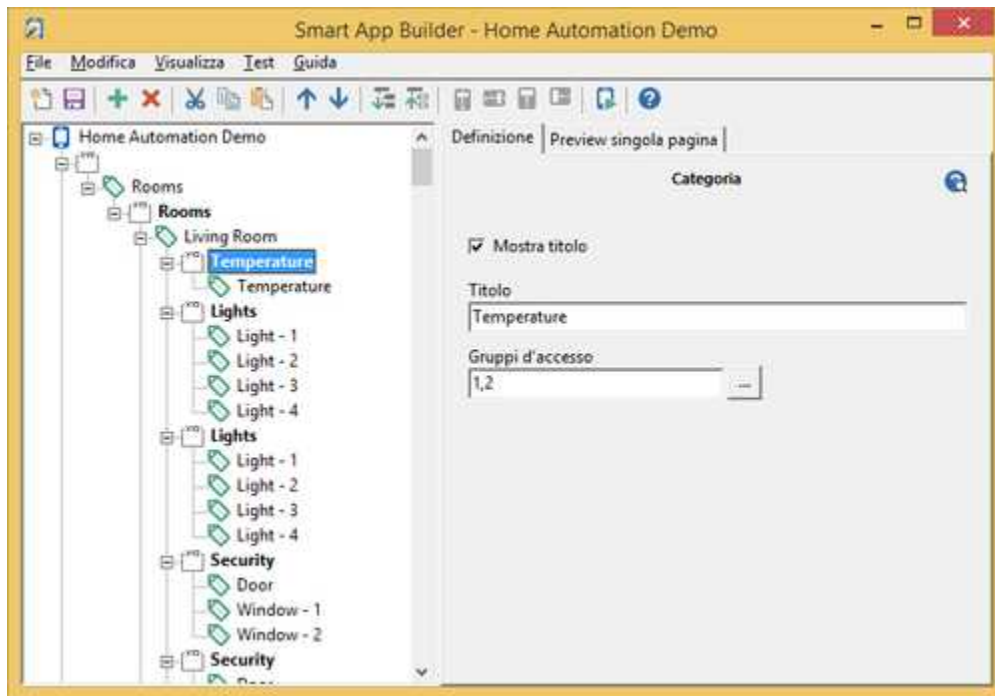 Smart App Builder - Home Automation Demo
File Modifica Visualizza Test Guida
Home Automation Demo
Rooms
Rooms
Living Room
Temperature
Temperature
Lights
Light - 1
Light - 2
Light - 3
Light - 4
Lights
Light - 1
Light - 2
Light - 3
Light - 4
Security
Door
Window - 1
Window - 2
Security
Definizione Preview singola pagina
Categoria
Mostra titolo
Titolo
Temperature
Gruppi d'accesso
1,2
...